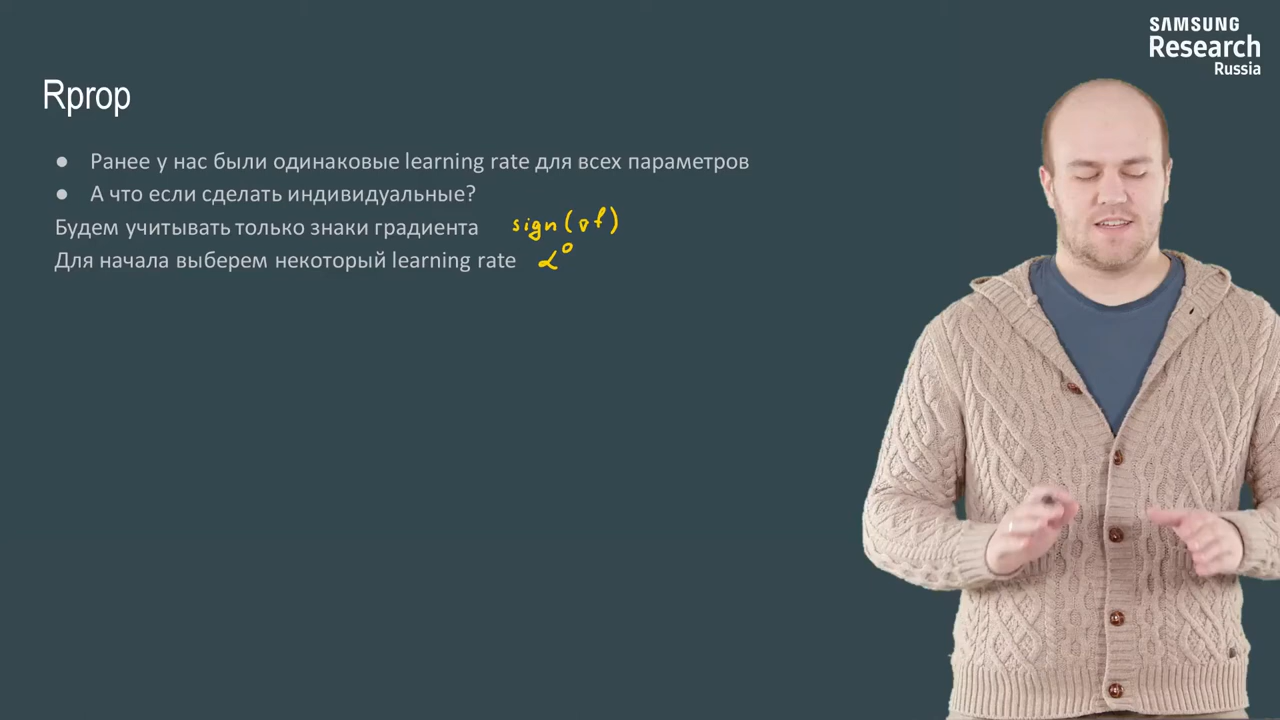 SAMSUNG
Research
Russia
Rprop
● Ранее у нас были одинаковые learning rate для всех параметров
● А что если сделать индивидуальные?
Будем учитывать только знаки градиента sign(∇f)
Для начала выберем некоторый learning rate α⁰